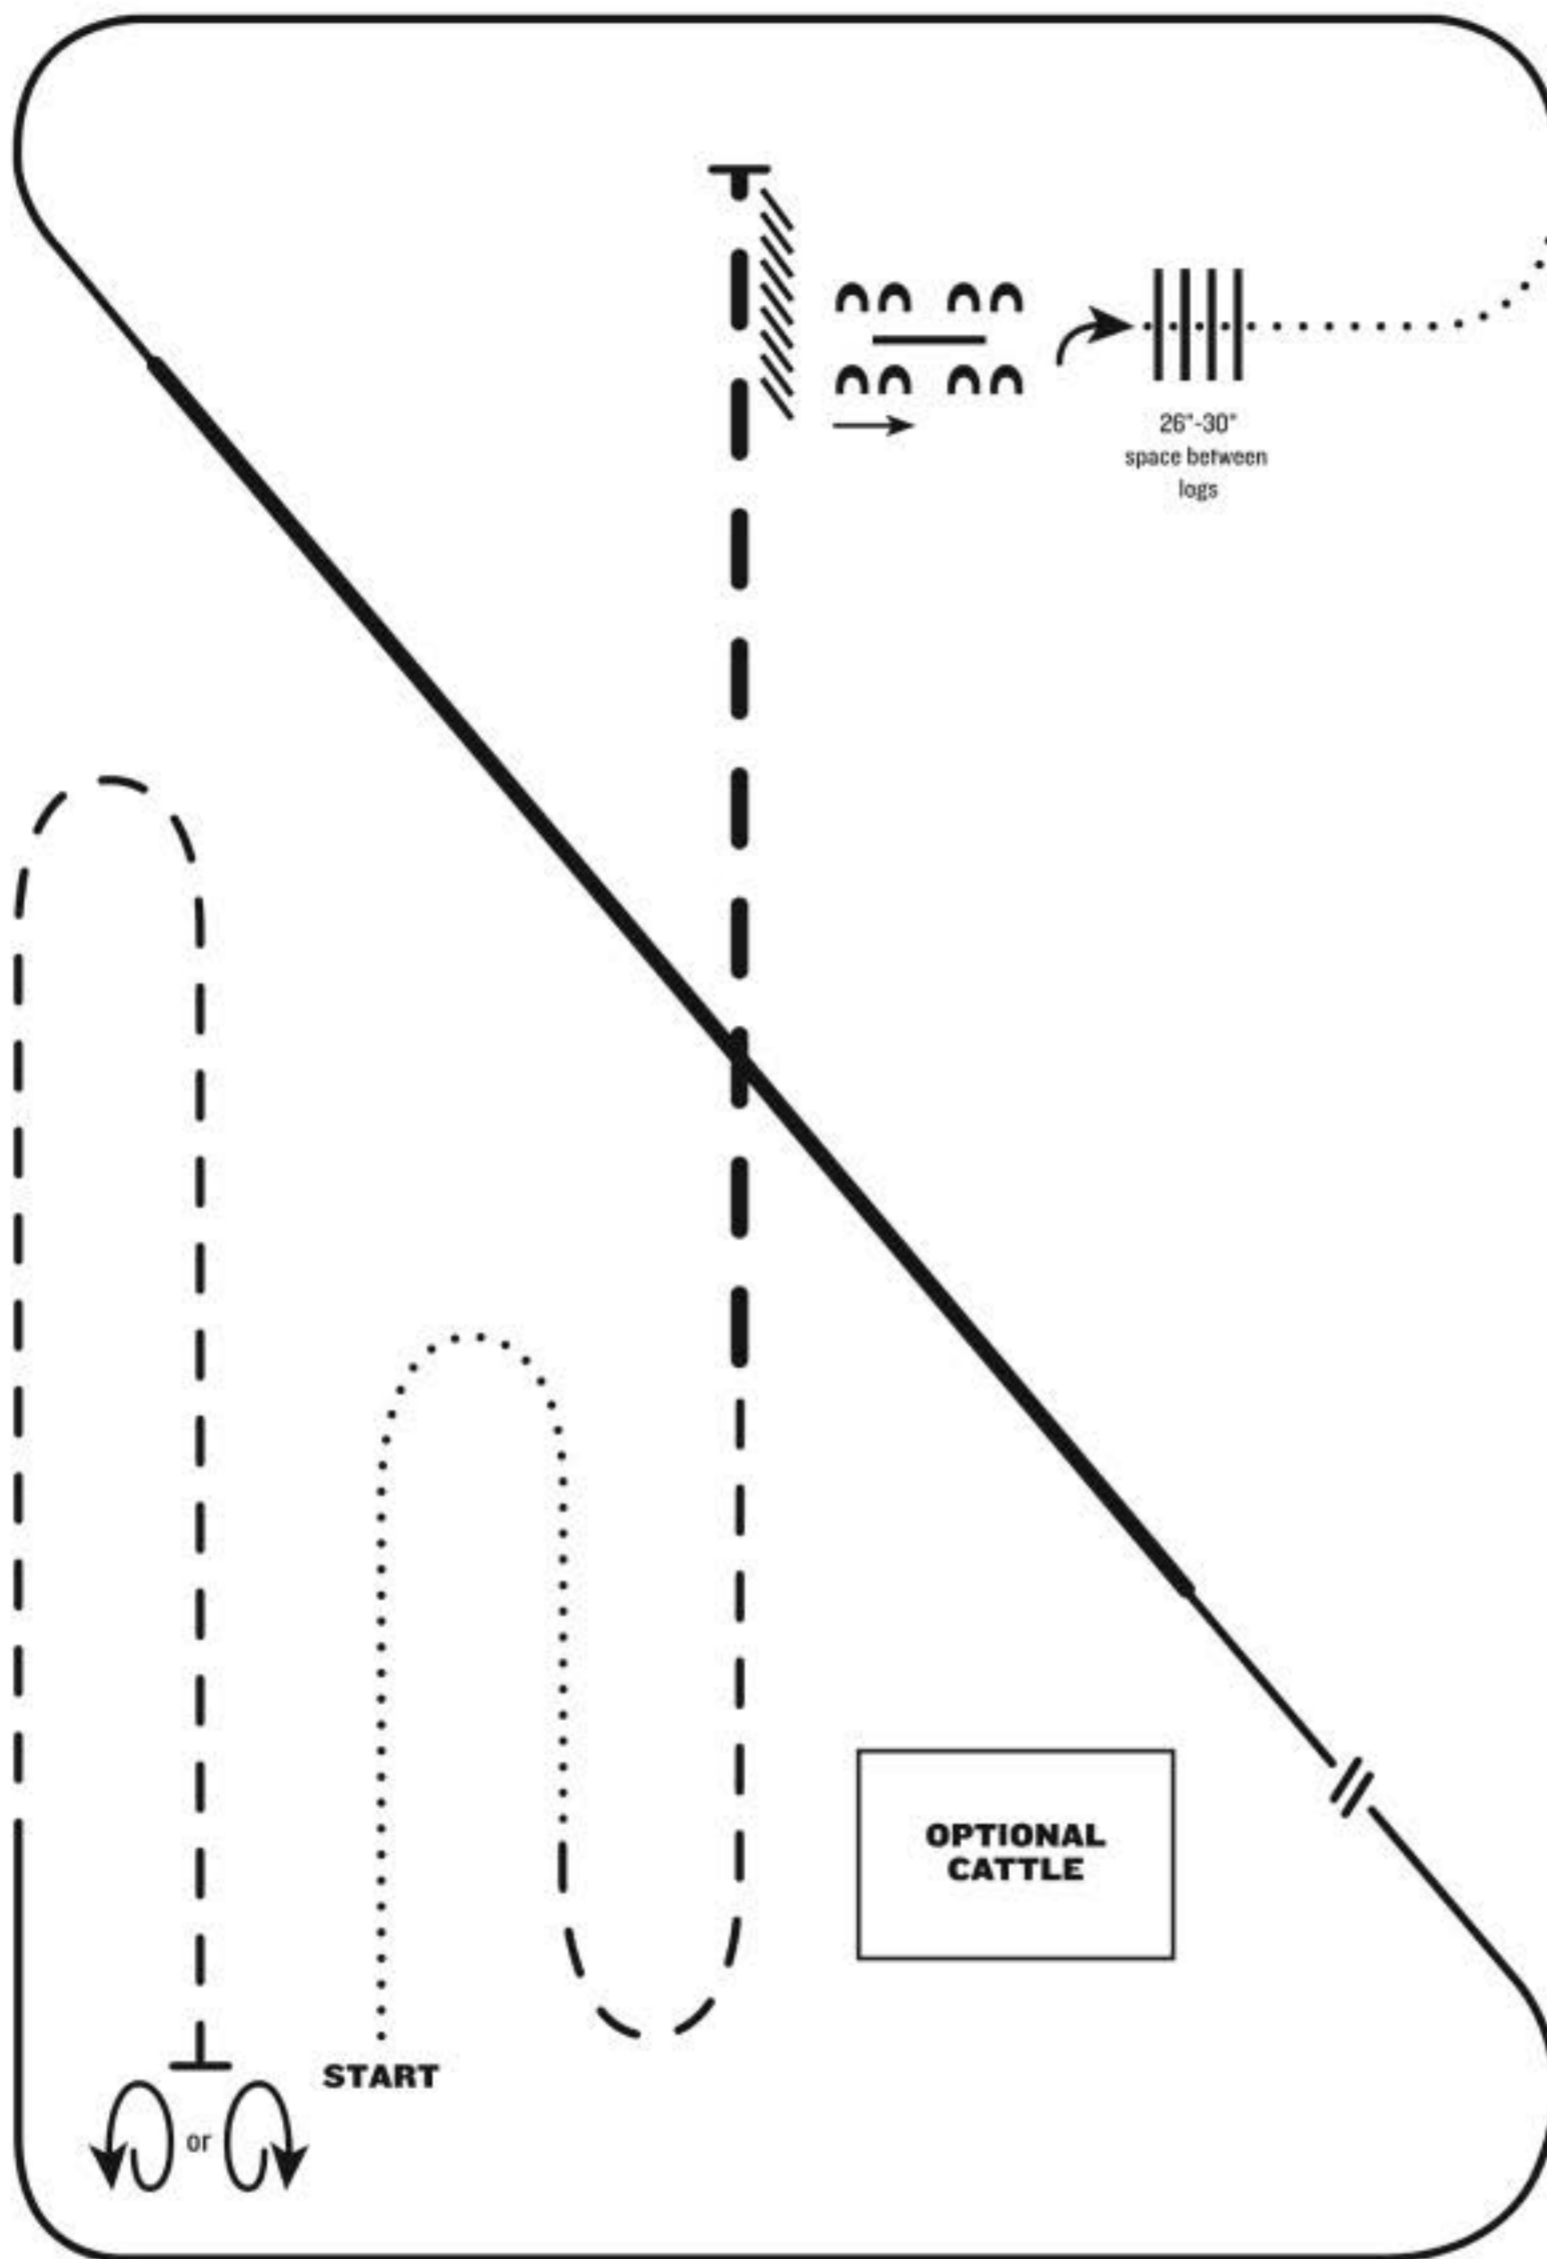 26"-30"
space between
logs
OPTIONAL
CATTLE
START
or